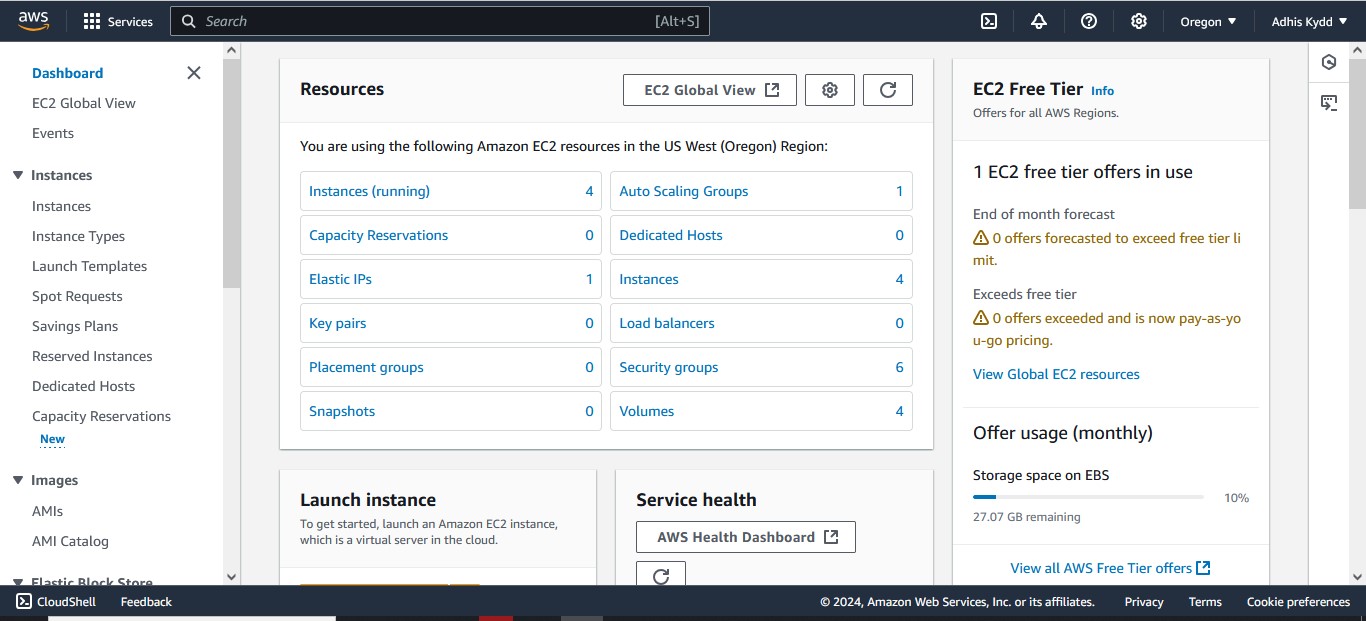 aws
Services
Search
[Alt+S]
Oregon
Adhis Kydd
Dashboard
EC2 Global View
Events
Instances
Instances
Instance Types
Launch Templates
Spot Requests
Savings Plans
Reserved Instances
Dedicated Hosts
Capacity Reservations
New
Images
AMIs
AMI Catalog
Elastic Block Store
Resources
EC2 Global View
You are using the following Amazon EC2 resources in the US West (Oregon) Region:
Instances (running) 4
Auto Scaling Groups 1
Capacity Reservations 0
Dedicated Hosts 0
Elastic IPs 1
Instances 4
Key pairs 0
Load balancers 0
Placement groups 0
Security groups 6
Snapshots 0
Volumes 4
Launch instance
To get started, launch an Amazon EC2 instance,
which is a virtual server in the cloud.
Service health
AWS Health Dashboard
EC2 Free Tier Info
Offers for all AWS Regions.
1 EC2 free tier offers in use
End of month forecast
0 offers forecasted to exceed free tier li
mit.
Exceeds free tier
0 offers exceeded and is now pay-as-yo
u-go pricing.
View Global EC2 resources
Offer usage (monthly)
Storage space on EBS
10%
27.07 GB remaining
View all AWS Free Tier offers
CloudShell
Feedback
© 2024, Amazon Web Services, Inc. or its affiliates.
Privacy
Terms
Cookie preferences